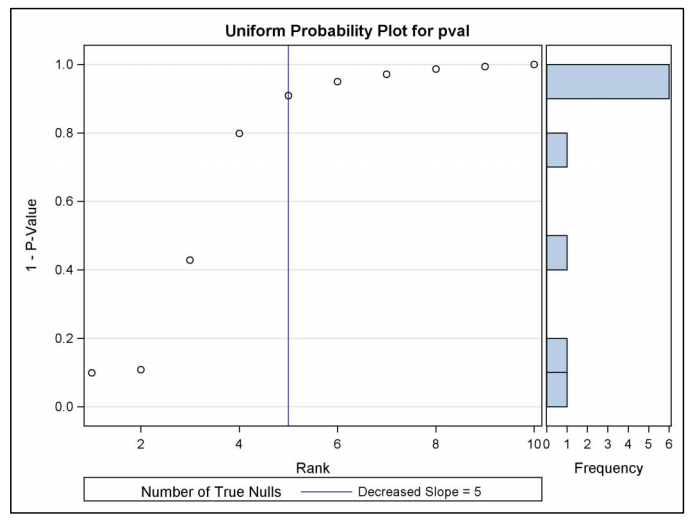 Uniform Probability Plot for pval
1 - P-Value
1.0
0.8
0.6
0.4
0.2
0.0
2 4 6 8 10
Rank
0 1 2 3 4 5 6
Frequency
Number of True Nulls Decreased Slope = 5